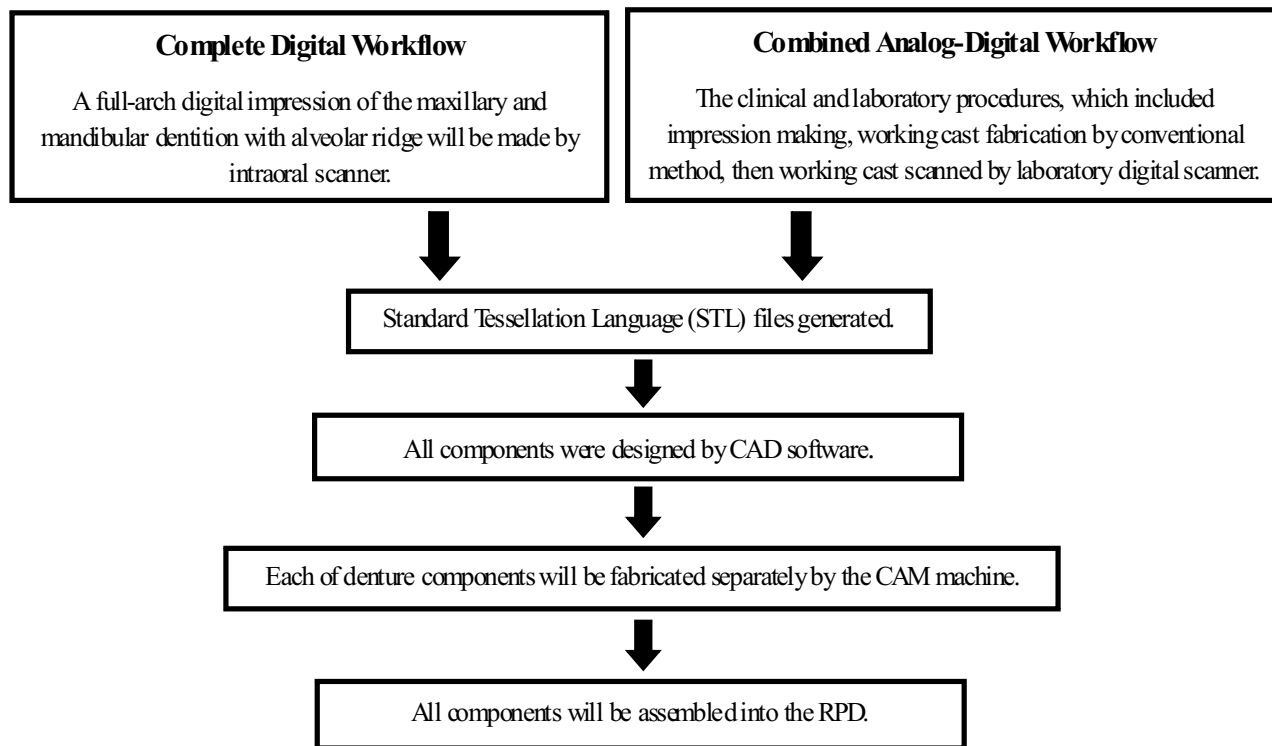 Complete Digital Workflow
A full-arch digital impression of the maxillary and
mandibular dentition with alveolar ridge will be made by
intraoral scanner.
Combined Analog-Digital Workflow
The clinical and laboratory procedures, which included
impression making, working cast fabrication by conventional
method, then working cast scanned by laboratory digital scanner.
Standard Tessellation Language (STL) files generated.
All components were designed by CAD software.
Each of denture components will be fabricated separately by the CAM machine.
All components will be assembled into the RPD.